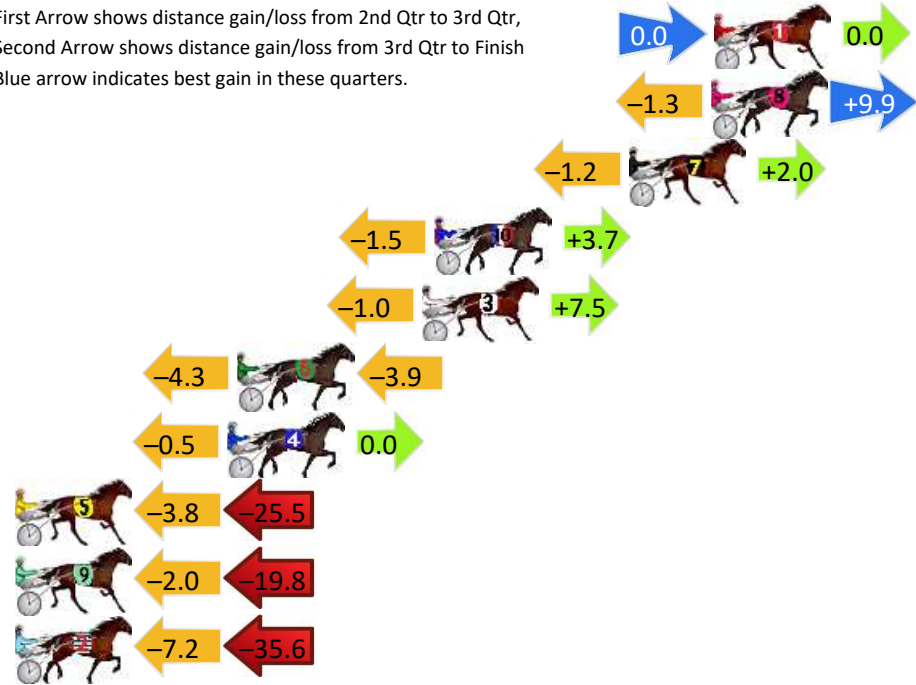 First Arrow shows distance gain/loss from 2nd Qtr to 3rd Qtr,
Second Arrow shows distance gain/loss from 3rd Qtr to Finish
Blue arrow indicates best gain in these quarters.
0.0 1 0.0
–1.3 8 +9.9
–1.2 7 +2.0
–1.5 10 +3.7
–1.0 3 +7.5
–4.3 6 –3.9
–0.5 4 0.0
5 –3.8 –25.5
9 –2.0 –19.8
2 –7.2 –35.6